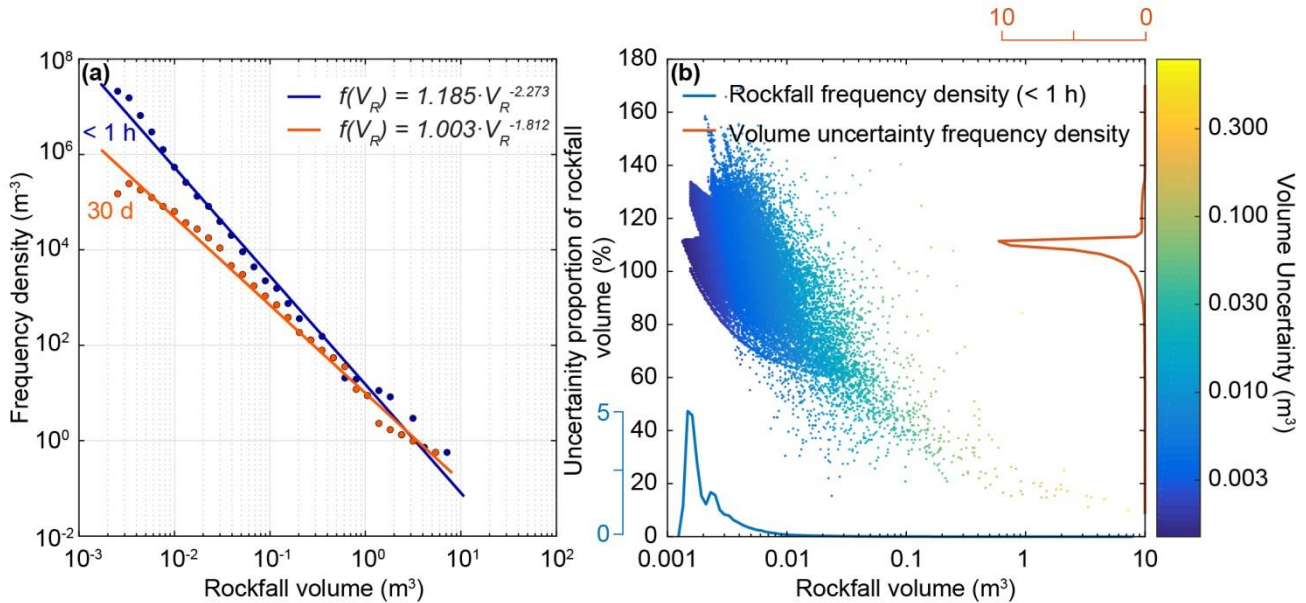 (a)
f(V_R) = 1.185·V_R^-2.273
f(V_R) = 1.003·V_R^-1.812
< 1 h
30 d
10^8
10^6
10^4
10^2
10^0
10^-2
Frequency density (m^-3)
10^-3
10^-2
10^-1
10^0
10^1
10^2
Rockfall volume (m³)
(b)
Rockfall frequency density (< 1 h)
Volume uncertainty frequency density
10
0
180
160
140
120
100
80
60
40
20
0
Uncertainity proportion of rockfall
volume (%)
5
0
0.001
0.01
0.1
1
10
Rockfall volume (m³)
0.300
0.100
0.030
0.010
0.003
Volume Uncertainty (m³)